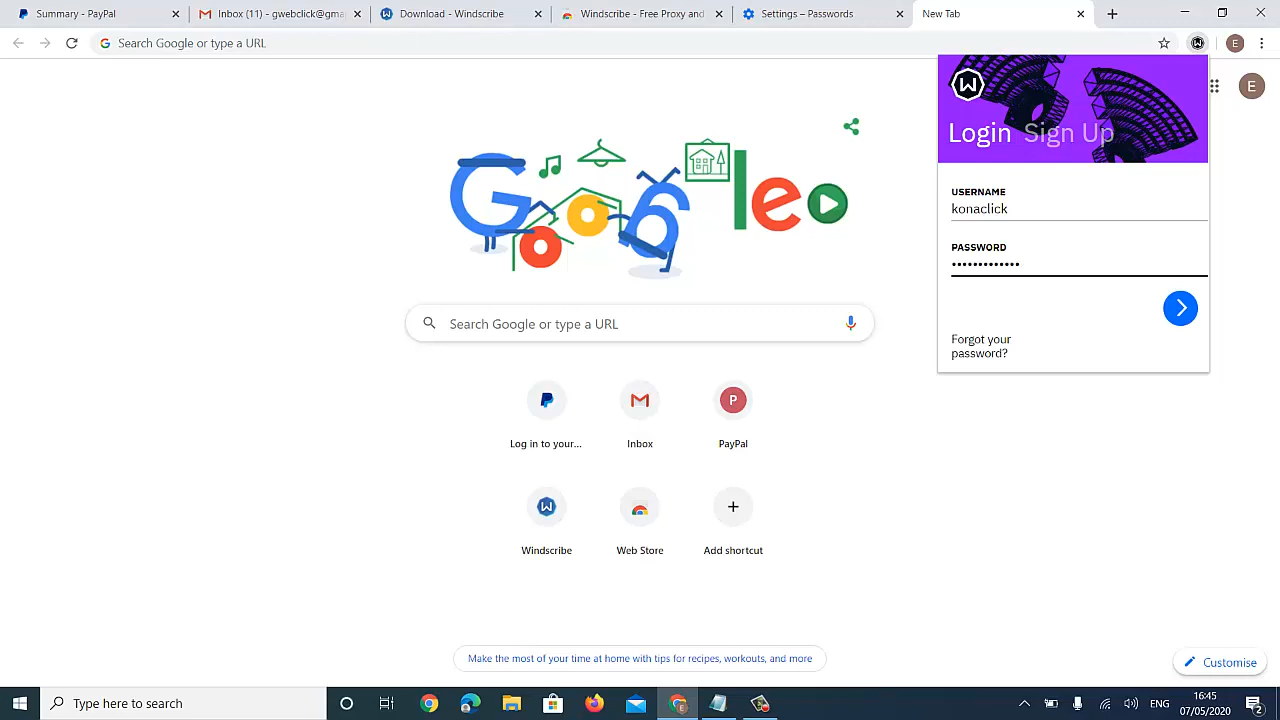 Summary - PayPal
Inbox (11) - gwebclick@gma
Download - Windscribe
Windscribe - Free Proxy and
Settings – Passwords
New Tab
Search Google or type a URL
E
Login Sign Up
E
USERNAME
konaclick
PASSWORD
•••••••••••••
Forgot your
password?
Search Google or type a URL
P
Log in to your...
Inbox
PayPal
Windscribe
Web Store
Add shortcut
Make the most of your time at home with tips for recipes, workouts, and more
Customise
Type here to search
ENG
16:45
07/05/2020
2